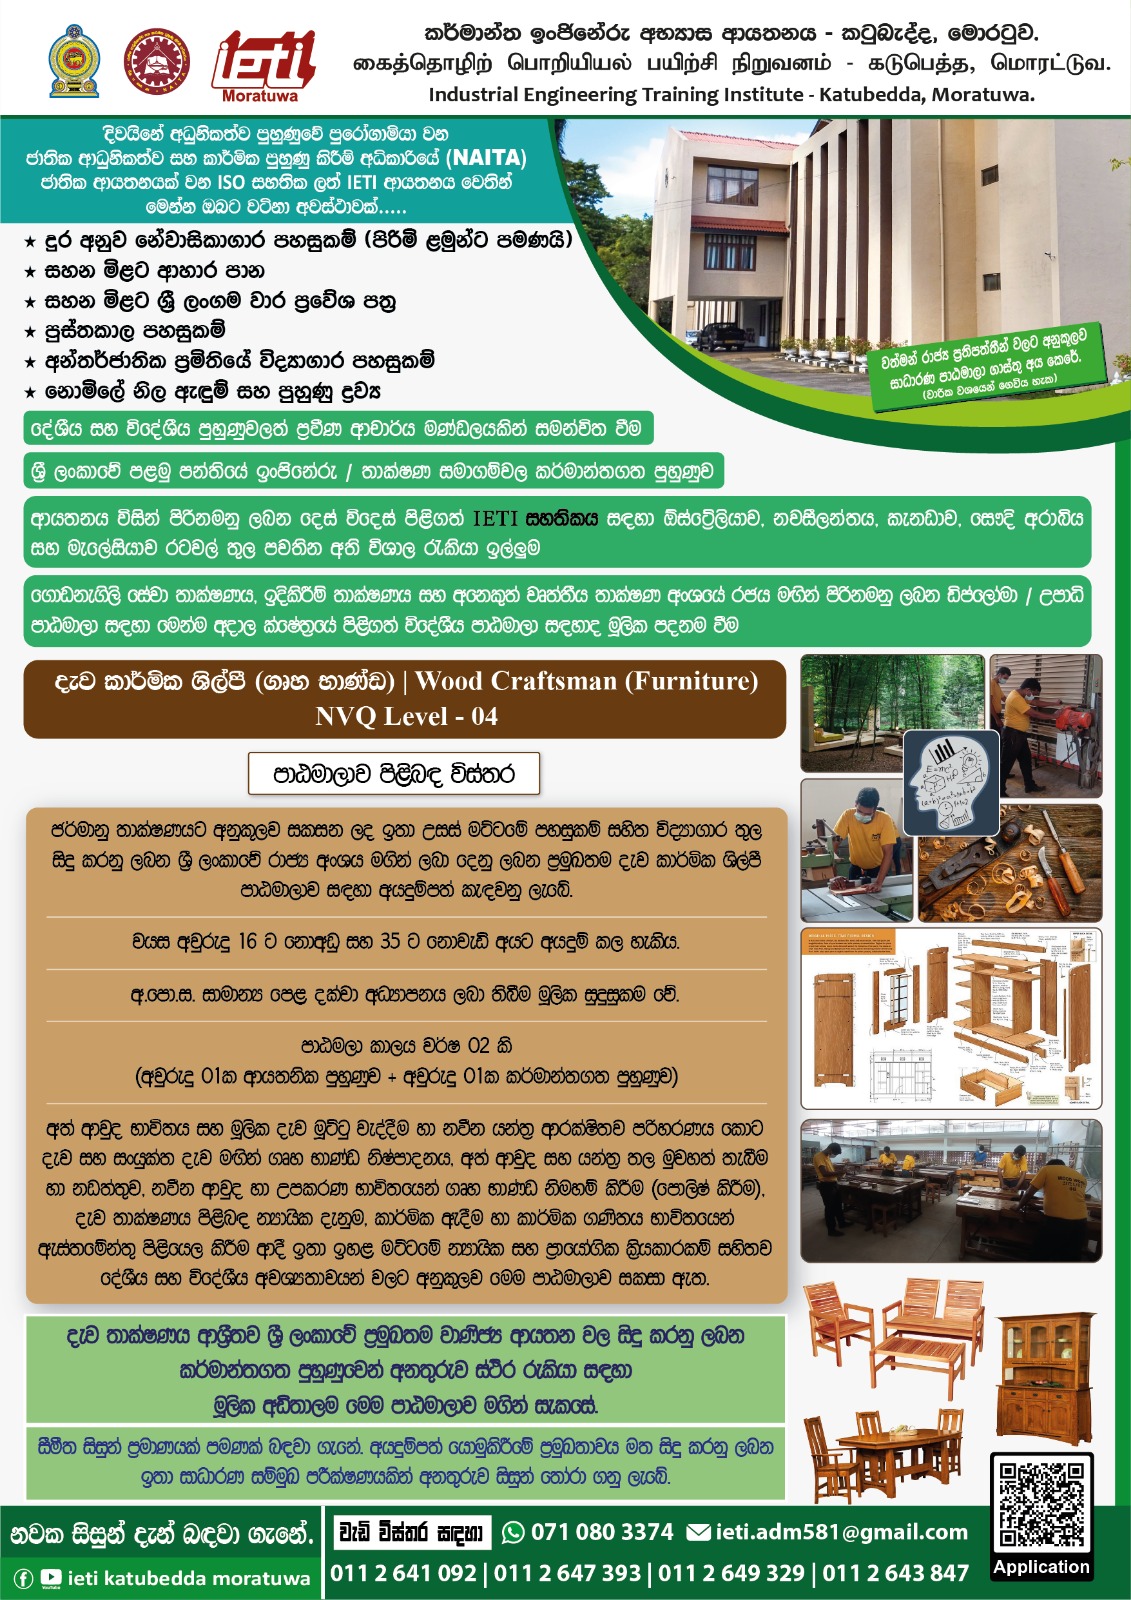 ieti
Moratuwa
කර්මාන්ත ඉංජිනේරු අභ්‍යාස ආයතනය - කටුබැද්ද, මොරටුව.
கைத்தொழிற் பொறியியல் பயிற்சி நிறுவனம் - கடுபெத்த, மொரட்டுவ.
Industrial Engineering Training Institute - Katubedda, Moratuwa.
දිවයිනේ අධුනිකත්ව පුහුණුවේ පුරෝගාමියා වන
ජාතික ආධුනිකත්ව සහ කාර්මික පුහුණු කිරීම් අධිකාරියේ (NAITA)
ජාතික ආයතනයක් වන ISO සහතික ලත් IETI ආයතනය වෙතින්
මෙන්න ඔබට වටිනා අවස්ථාවක්.....
★ දුර අනුව නේවාසිකාගාර පහසුකම් (පිරිමි ළමුන්ට පමණයි)
★ සහන මිළට ආහාර පාන
★ සහන මිළට ශ්‍රී ලංගම වාර ප්‍රවේශ පත්‍ර
★ පුස්තකාල පහසුකම්
★ අන්තර්ජාතික ප්‍රමිතියේ විද්‍යාගාර පහසුකම්
★ නොමිලේ නිල ඇඳුම් සහ පුහුණු ද්‍රව්‍ය
වත්මන් රාජ්‍ය ප්‍රතිපත්තීන් වලට අනුකූලව
සාධාරණ පාඨමාලා ගාස්තු අය කෙරේ.
(වාරික වශයෙන් ගෙවිය හැක)
දේශීය සහ විදේශීය පුහුණුවලත් ප්‍රවීණ ආචාර්ය මණ්ඩලයකින් සමන්විත වීම
ශ්‍රී ලංකාවේ පළමු පන්තියේ ඉංජිනේරු / තාක්ෂණ සමාගම්වල කර්මාන්තගත පුහුණුව
ආයතනය විසින් පිරිනමනු ලබන දෙස් විදෙස් පිළිගත් IETI සහතිකය සඳහා ඕස්ට්‍රේලියාව, නවසීලන්තය, කැනඩාව, සෞදි අරාබිය
සහ මැලේසියාව රටවල් තුල පවතින අති විශාල රැකියා ඉල්ලුම
ගොඩනැගිලි සේවා තාක්ෂණය, ඉදිකිරීම් තාක්ෂණය සහ අනෙකුත් වෘත්තීය තාක්ෂණ අංශයේ රජය මඟින් පිරිනමනු ලබන ඩිප්ලෝමා / උපාධි
පාඨමාලා සඳහා මෙන්ම අදාල ක්ෂේත්‍රයේ පිළිගත් විදේශීය පාඨමාලා සඳහාද මූලික පදනම වීම
දැව කාර්මික ශිල්පී (ගෘහ භාණ්ඩ) | Wood Craftsman (Furniture)
NVQ Level - 04
පාඨමාලාව පිළිබඳ විස්තර
ජර්මානු තාක්ෂණයට අනුකූලව සකසන ලද ඉතා උසස් මට්ටමේ පහසුකම් සහිත විද්‍යාගාර තුල
සිදු කරනු ලබන ශ්‍රී ලංකාවේ රාජ්‍ය අංශය මගින් ලබා දෙනු ලබන ප්‍රමුඛතම දැව කාර්මික ශිල්පී
පාඨමාලාව සඳහා අයදුම්පත් කැඳවනු ලැබේ.
වයස අවුරුදු 16 ට නොඅඩු සහ 35 ට නොවැඩි අයට අයදුම් කල හැකිය.
අ.පො.ස. සාමාන්‍ය පෙළ දක්වා අධ්‍යාපනය ලබා තිබීම මූලික සුදුසුකම වේ.
පාඨමලා කාලය වර්ෂ 02 කි
(අවුරුදු 01ක ආයතනික පුහුණුව + අවුරුදු 01ක කර්මාන්තගත පුහුණුව)
අත් ආවුද භාවිතය සහ මූලික දැව මූට්ටු වැද්දීම හා නවීන යන්ත්‍ර ආරක්ෂිතව පරිහරණය කොට
දැව සහ සංයුක්ත දැව මඟින් ගෘහ භාණ්ඩ නිෂ්පාදනය, අත් ආවුද සහ යන්ත්‍ර තල මුවහත් තැබීම
හා නඩත්තුව, නවීන ආවුද හා උපකරණ භාවිතයෙන් ගෘහ භාණ්ඩ නිමහම් කිරීම (පොලිෂ් කිරීම),
දැව තාක්ෂණය පිළිබඳ න්‍යායික දැනුම, කාර්මික ඇදීම හා කාර්මික ගණිතය භාවිතයෙන්
ඇස්තමේන්තු පිළියෙල කිරීම ආදී ඉතා ඉහළ මට්ටමේ න්‍යායික සහ ප්‍රායෝගික ක්‍රියකාරකම් සහිතව
දේශීය සහ විදේශීය අවශ්‍යතාවයන් වලට අනුකූලව මෙම පාඨමාලාව සකසා ඇත.
දැව තාක්ෂණය ආශ්‍රීතව ශ්‍රී ලංකාවේ ප්‍රමුඛතම වාණිජ්‍ය ආයතන වල සිදු කරනු ලබන
කර්මාන්තගත පුහුණුවෙන් අනතුරුව ස්ථිර රැකියා සඳහා
මූලික අඩිතාලම මෙම පාඨමාලාව මගින් සැකසේ.
සීමීත සිසුන් ප්‍රමාණයක් පමණක් බඳවා ගැනේ. අයදුම්පත් යොමුකිරීමේ ප්‍රමුඛතාවය මත සිදු කරනු ලබන
ඉතා සාධාරණ සම්මුඛ පරීක්ෂණයකින් අනතුරුව සිසුන් තෝරා ගනු ලැබේ.
නවක සිසුන් දැන් බඳවා ගැනේ.
ieti katubedda moratuwa
වැඩි විස්තර සඳහා 071 080 3374 ieti.adm581@gmail.com
011 2 641 092 | 011 2 647 393 | 011 2 649 329 | 011 2 643 847
Application